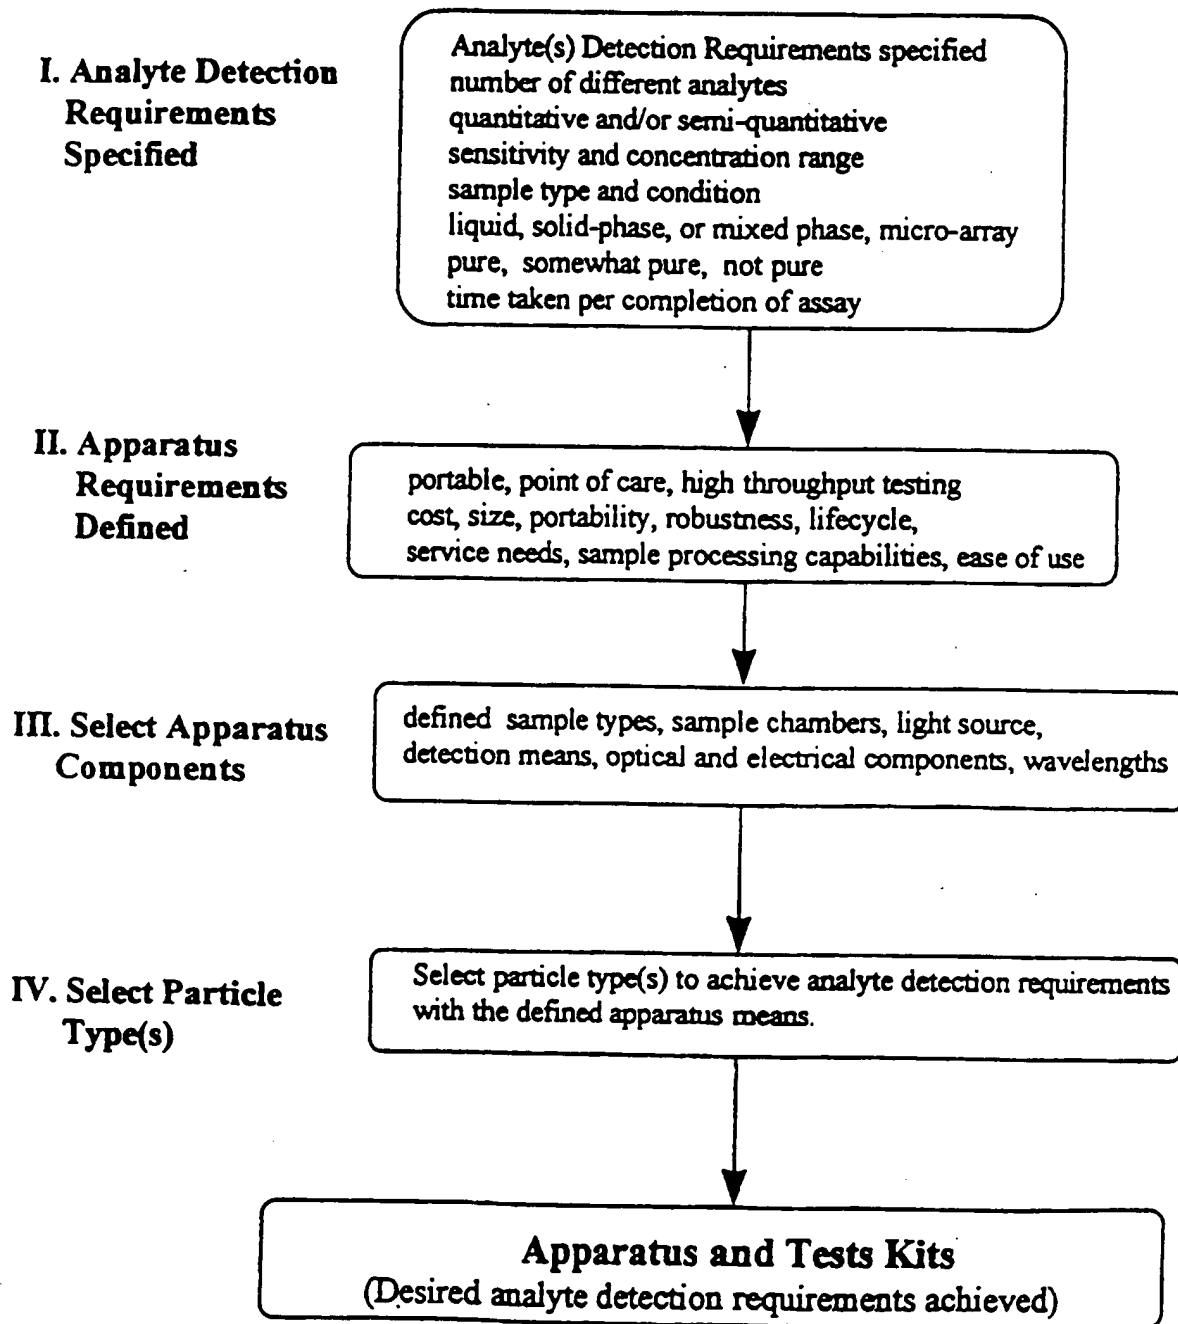 I. Analyte Detection
Requirements
Specified
Analyte(s) Detection Requirements specified
number of different analytes
quantitative and/or semi-quantitative
sensitivity and concentration range
sample type and condition
liquid, solid-phase, or mixed phase, micro-array
pure, somewhat pure, not pure
time taken per completion of assay
II. Apparatus
Requirements
Defined
portable, point of care, high throughput testing
cost, size, portability, robustness, lifecycle,
service needs, sample processing capabilities, ease of use
III. Select Apparatus
Components
defined sample types, sample chambers, light source,
detection means, optical and electrical components, wavelengths
IV. Select Particle
Type(s)
Select particle type(s) to achieve analyte detection requirements
with the defined apparatus means.
Apparatus and Tests Kits
(Desired analyte detection requirements achieved)